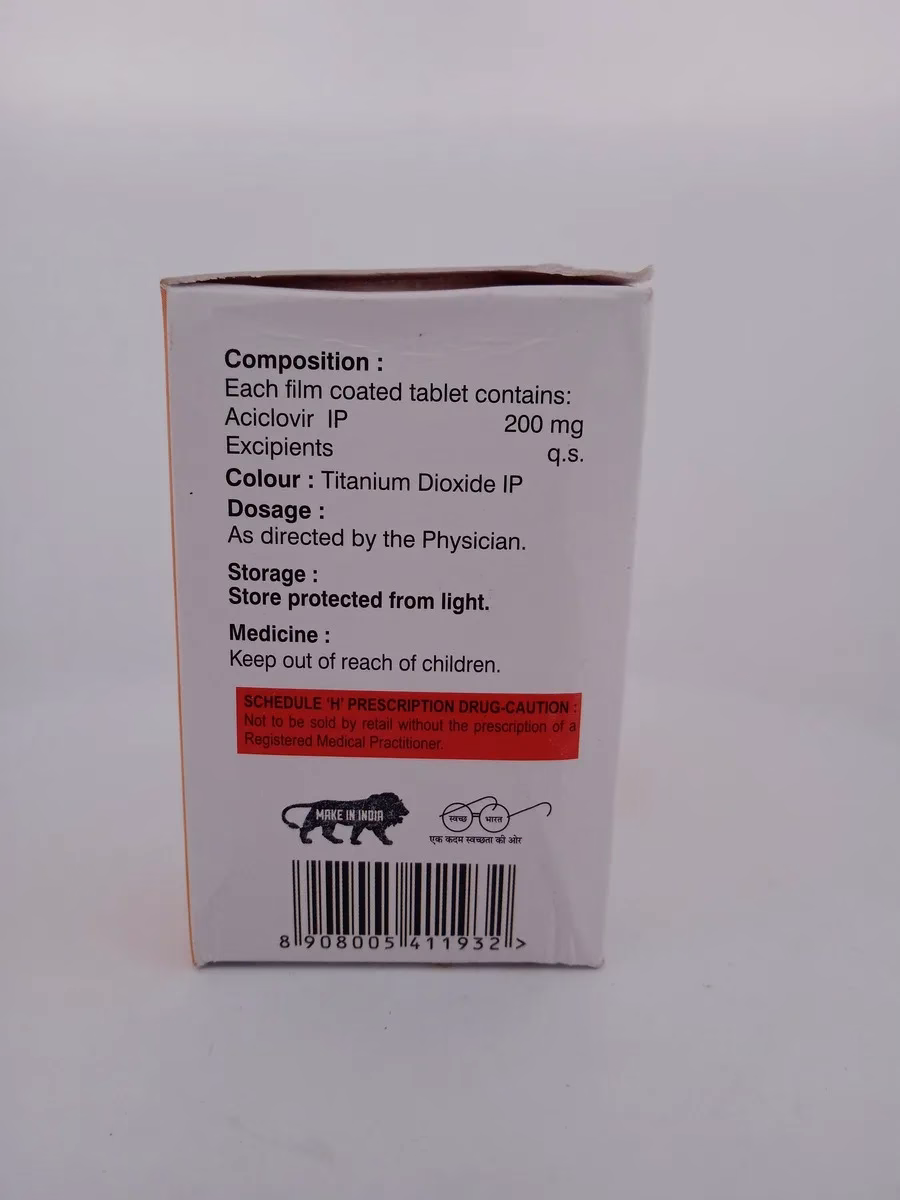 Composition :
Each film coated tablet contains:
Aciclovir IP 200 mg
Excipients q.s.
Colour : Titanium Dioxide IP
Dosage :
As directed by the Physician.
Storage :
Store protected from light.
Medicine :
Keep out of reach of children.
SCHEDULE 'H' PRESCRIPTION DRUG-CAUTION :
Not to be sold by retail without the prescription of a
Registered Medical Practitioner.
MAKE IN INDIA
स्वच्छ भारत
एक कदम स्वच्छता की ओर
8 908005 411932 >